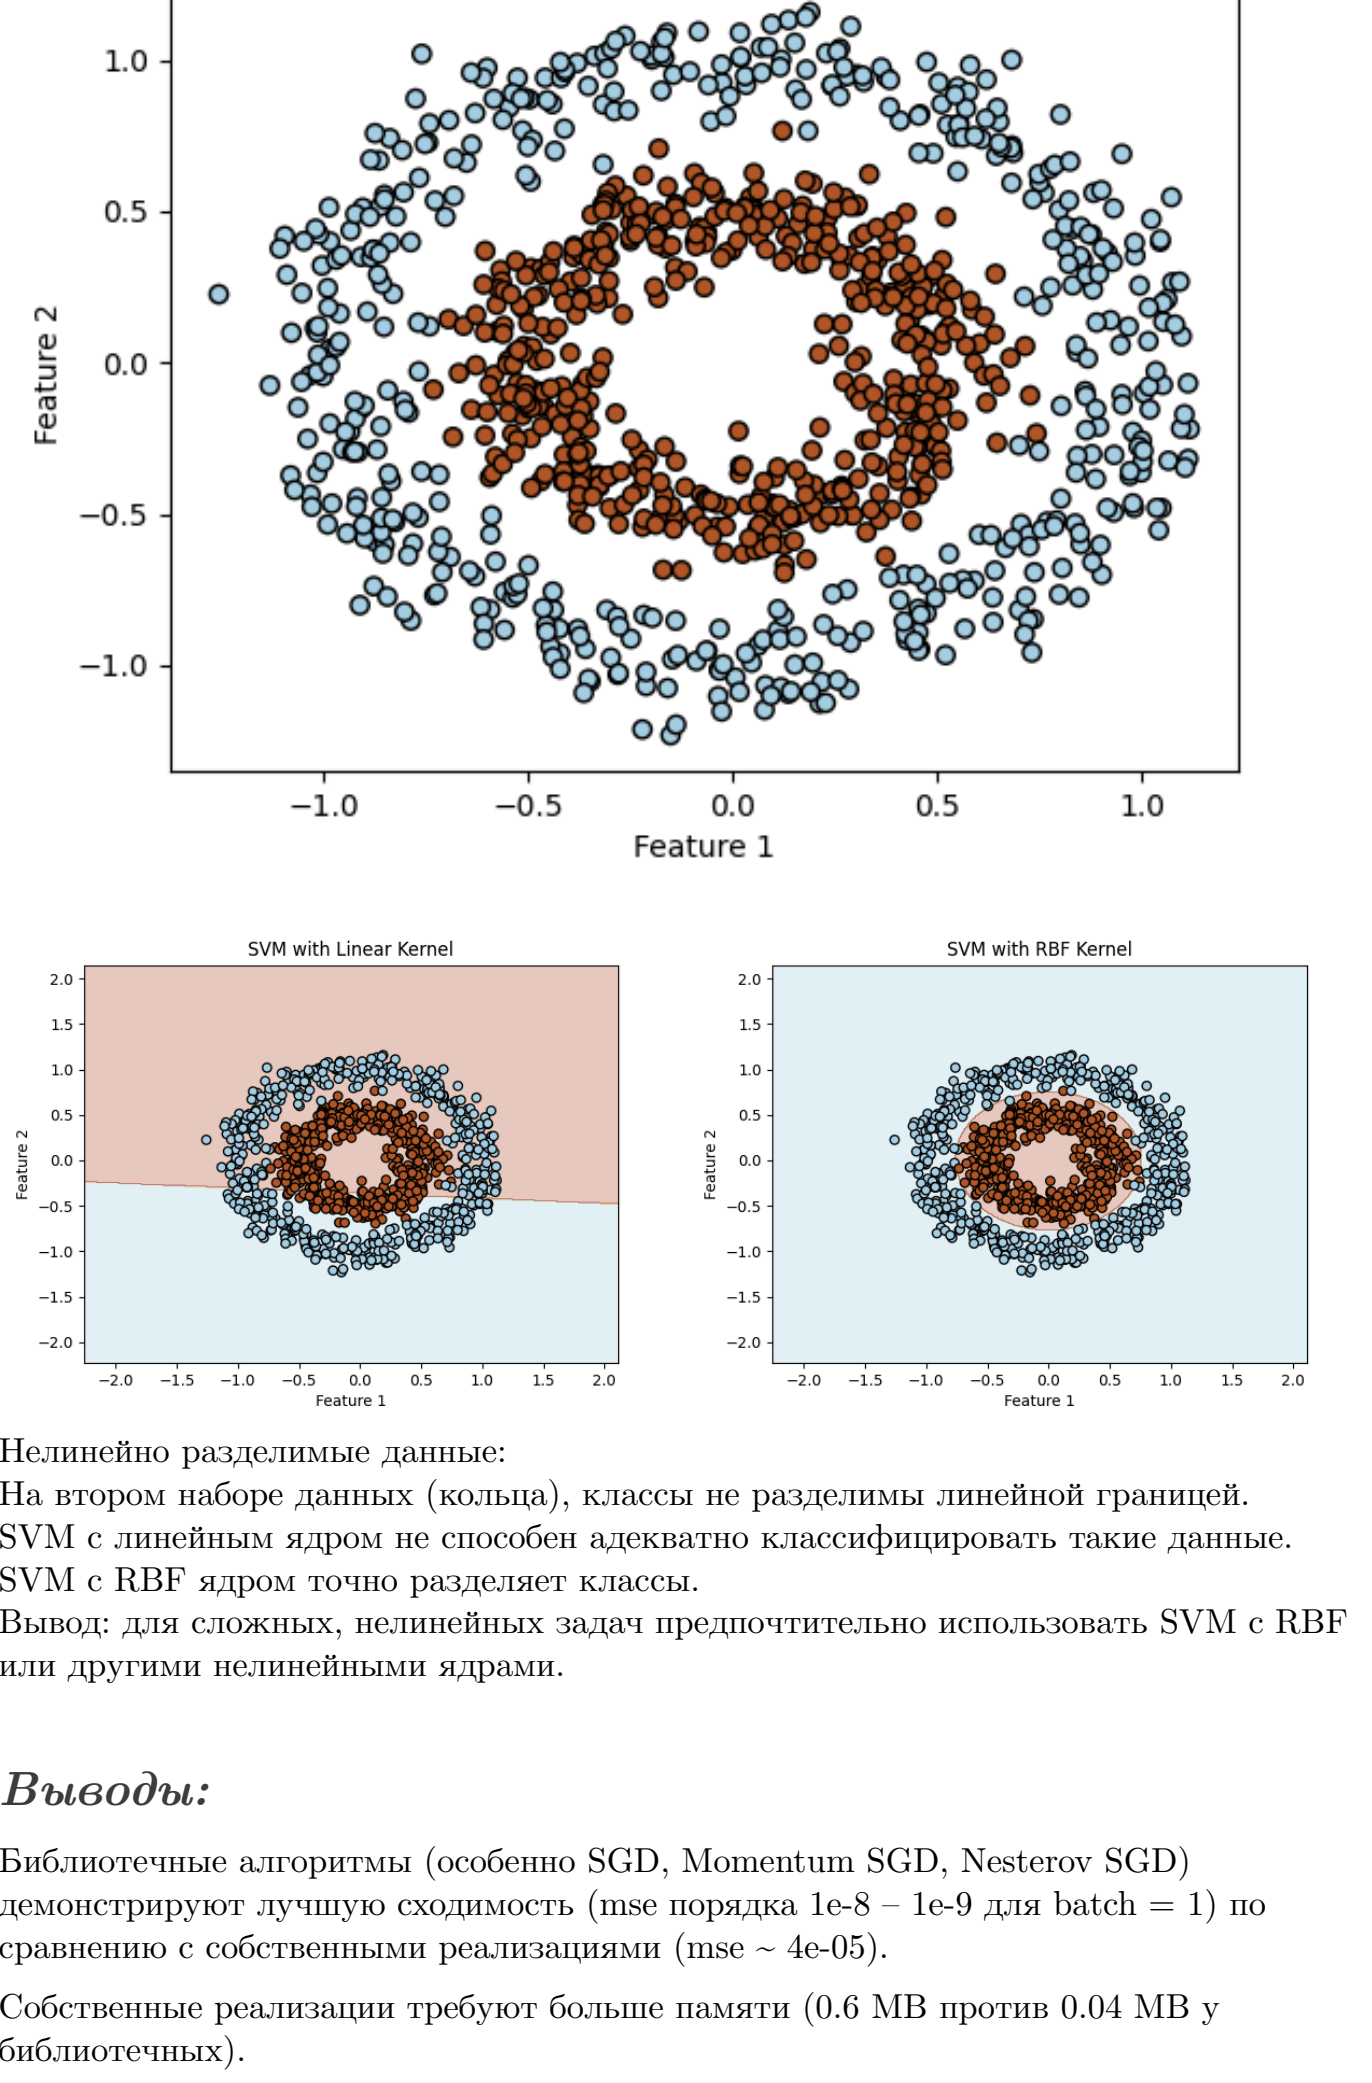 1.0
0.5
0.0
−0.5
−1.0
Feature 2
−1.0 −0.5 0.0 0.5 1.0
Feature 1
SVM with Linear Kernel
2.0
1.5
1.0
0.5
0.0
−0.5
−1.0
−1.5
−2.0
Feature 2
−2.0 −1.5 −1.0 −0.5 0.0 0.5 1.0 1.5 2.0
Feature 1
SVM with RBF Kernel
2.0
1.5
1.0
0.5
0.0
−0.5
−1.0
−1.5
−2.0
Feature 2
−2.0 −1.5 −1.0 −0.5 0.0 0.5 1.0 1.5 2.0
Feature 1
Нелинейно разделимые данные:
На втором наборе данных (кольца), классы не разделимы линейной границей.
SVM с линейным ядром не способен адекватно классифицировать такие данные.
SVM с RBF ядром точно разделяет классы.
Вывод: для сложных, нелинейных задач предпочтительно использовать SVM с RBF
или другими нелинейными ядрами.
Выводы:
Библиотечные алгоритмы (особенно SGD, Momentum SGD, Nesterov SGD)
демонстрируют лучшую сходимость (mse порядка 1e-8 – 1e-9 для batch = 1) по
сравнению с собственными реализациями (mse ~ 4e-05).
Собственные реализации требуют больше памяти (0.6 MB против 0.04 MB у
библиотечных).